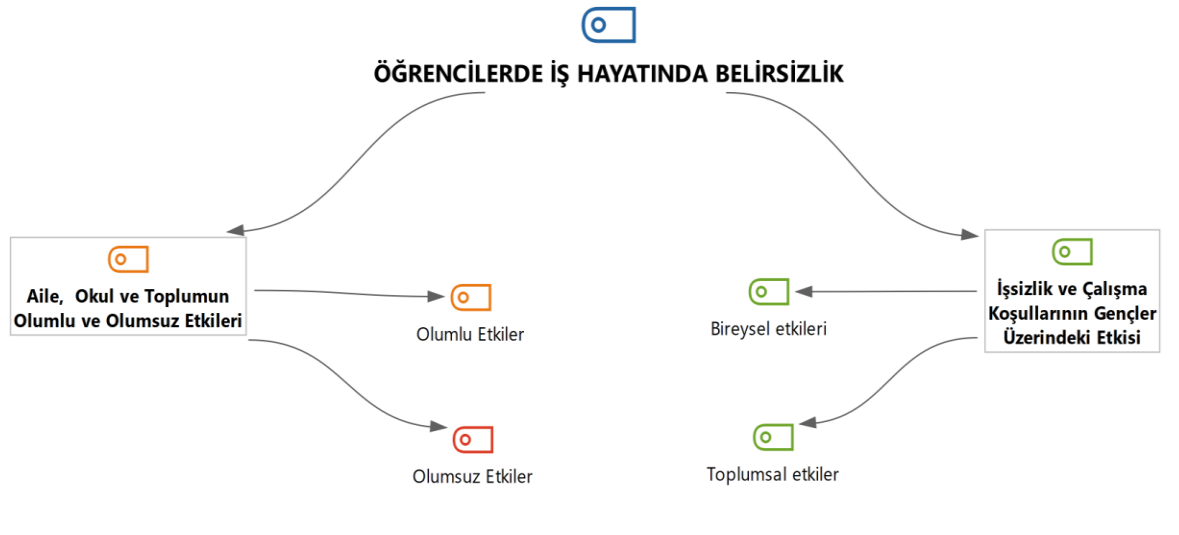 ÖĞRENCİLERDE İŞ HAYATINDA BELİRSİZLİK
Aile, Okul ve Toplumun
Olumlu ve Olumsuz Etkileri
Olumlu Etkiler
Olumsuz Etkiler
Bireysel etkileri
Toplumsal etkiler
İşsizlik ve Çalışma
Koşullarının Gençler
Üzerindeki Etkisi